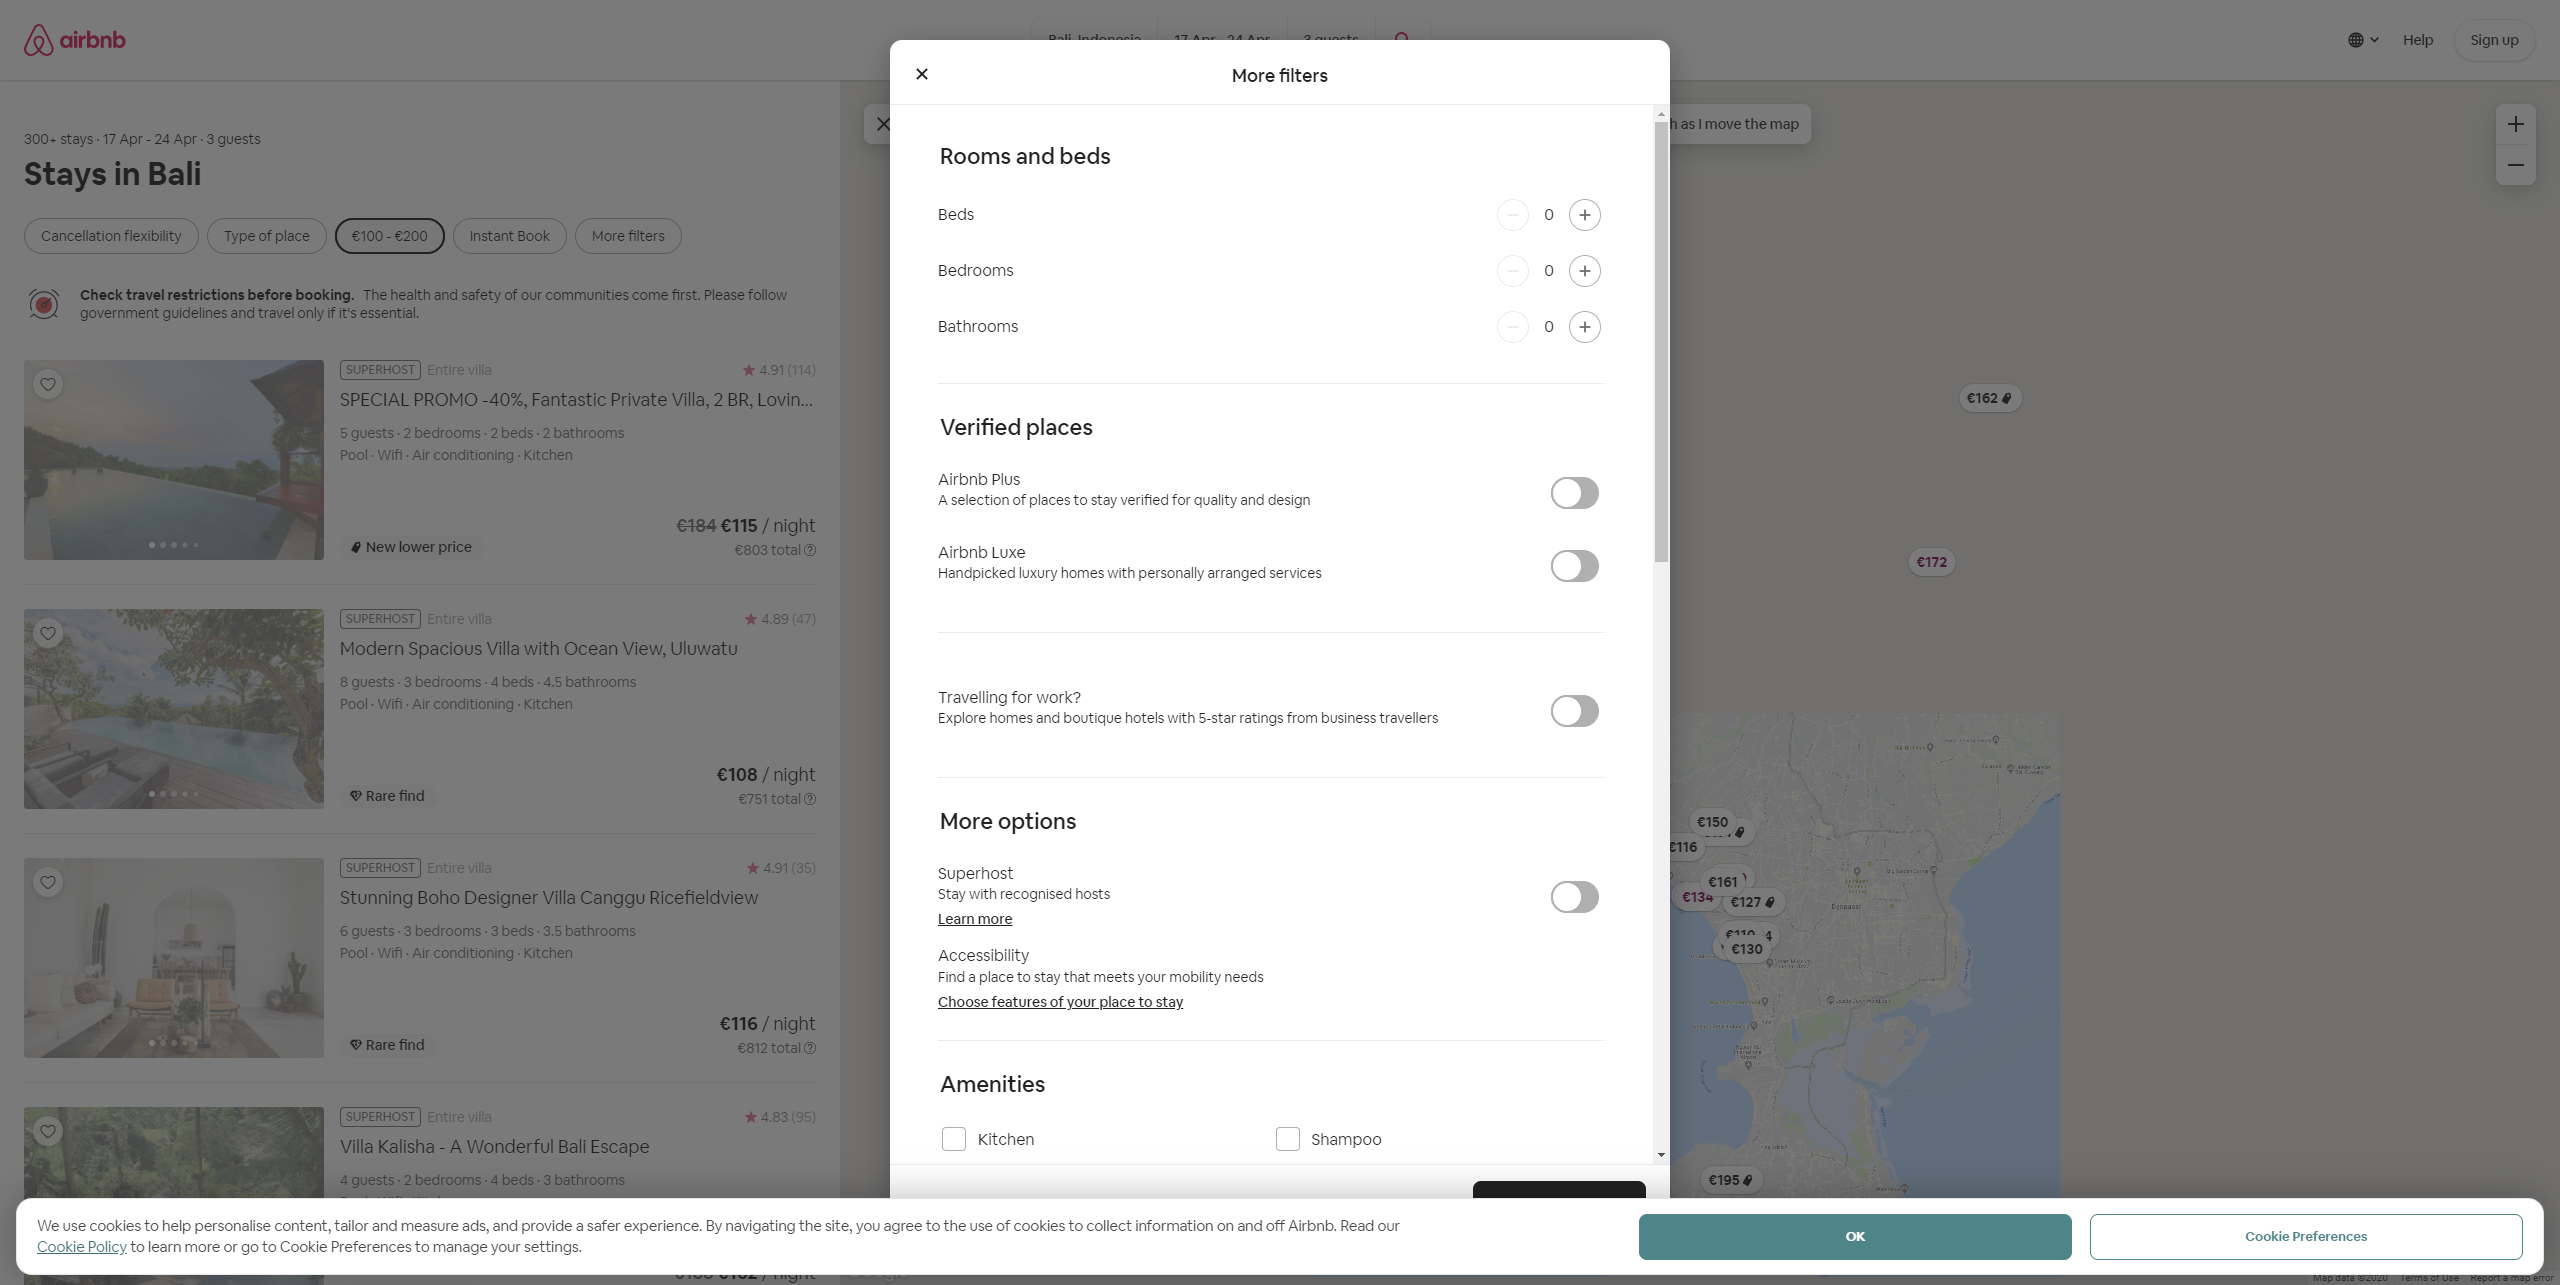 airbnb
Bali, Indonesia
17 Apr - 24 Apr
3 guests
Help
Sign up
300+ stays · 17 Apr - 24 Apr · 3 guests
Stays in Bali
Cancellation flexibility
Type of place
€100 - €200
Instant Book
More filters
Check travel restrictions before booking. The health and safety of our communities come first. Please follow
government guidelines and travel only if it's essential.
SUPERHOST Entire villa
4.91 (114)
SPECIAL PROMO -40%, Fantastic Private Villa, 2 BR, Lovin...
5 guests · 2 bedrooms · 2 beds · 2 bathrooms
Pool · Wifi · Air conditioning · Kitchen
€184 €115 / night
New lower price
€803 total
SUPERHOST Entire villa
4.89 (47)
Modern Spacious Villa with Ocean View, Uluwatu
8 guests · 3 bedrooms · 4 beds · 4.5 bathrooms
Pool · Wifi · Air conditioning · Kitchen
€108 / night
Rare find
€751 total
SUPERHOST Entire villa
4.91 (35)
Stunning Boho Designer Villa Canggu Ricefieldview
6 guests · 3 bedrooms · 3 beds · 3.5 bathrooms
Pool · Wifi · Air conditioning · Kitchen
€116 / night
Rare find
€812 total
SUPERHOST Entire villa
4.83 (95)
Villa Kalisha - A Wonderful Bali Escape
4 guests · 2 bedrooms · 4 beds · 3 bathrooms
More filters
Rooms and beds
Beds
0
Bedrooms
0
Bathrooms
0
Verified places
Airbnb Plus
A selection of places to stay verified for quality and design
Airbnb Luxe
Handpicked luxury homes with personally arranged services
Travelling for work?
Explore homes and boutique hotels with 5-star ratings from business travellers
More options
Superhost
Stay with recognised hosts
Learn more
Accessibility
Find a place to stay that meets your mobility needs
Choose features of your place to stay
Amenities
Kitchen
Shampoo
as I move the map
€162
€172
€150
€116
€161
€134
€127
€110
€130
€195
Denpasar
We use cookies to help personalise content, tailor and measure ads, and provide a safer experience. By navigating the site, you agree to the use of cookies to collect information on and off Airbnb. Read our
Cookie Policy to learn more or go to Cookie Preferences to manage your settings.
OK
Cookie Preferences
Map data ©2020
Terms of Use
Report a map error